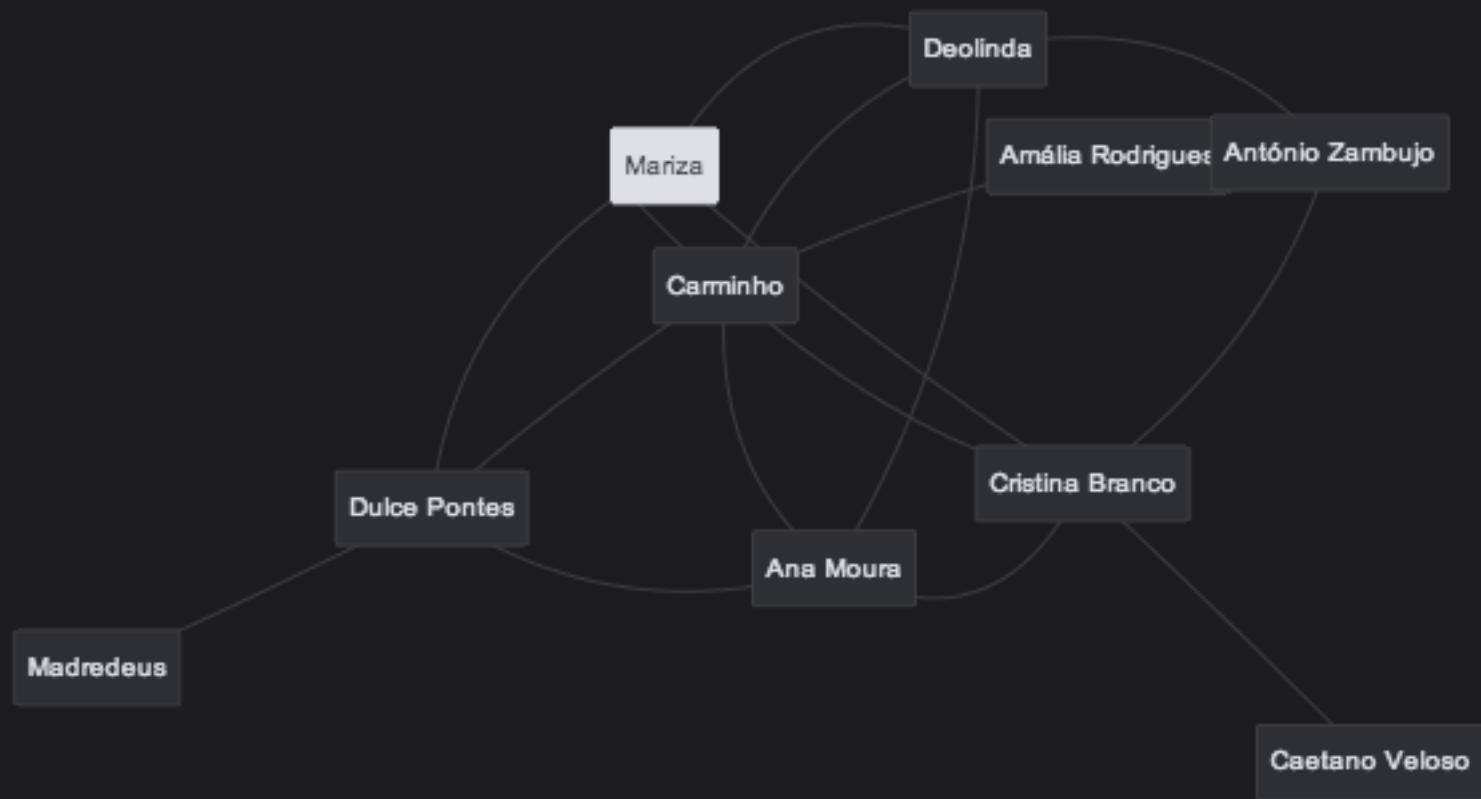 Deolinda
Mariza
Amália Rodrigues
António Zambujo
Carminho
Cristina Branco
Dulce Pontes
Ana Moura
Madredeus
Caetano Veloso